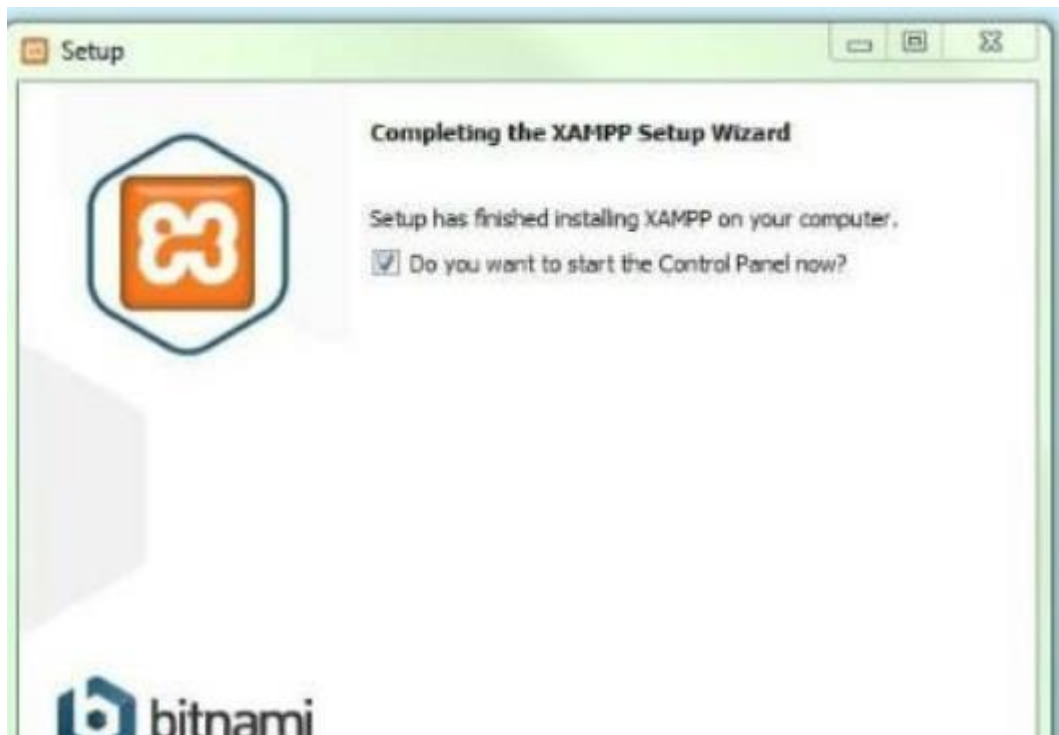 Setup
Completing the XAMPP Setup Wizard
Setup has finished installing XAMPP on your computer.
Do you want to start the Control Panel now?
bitnami